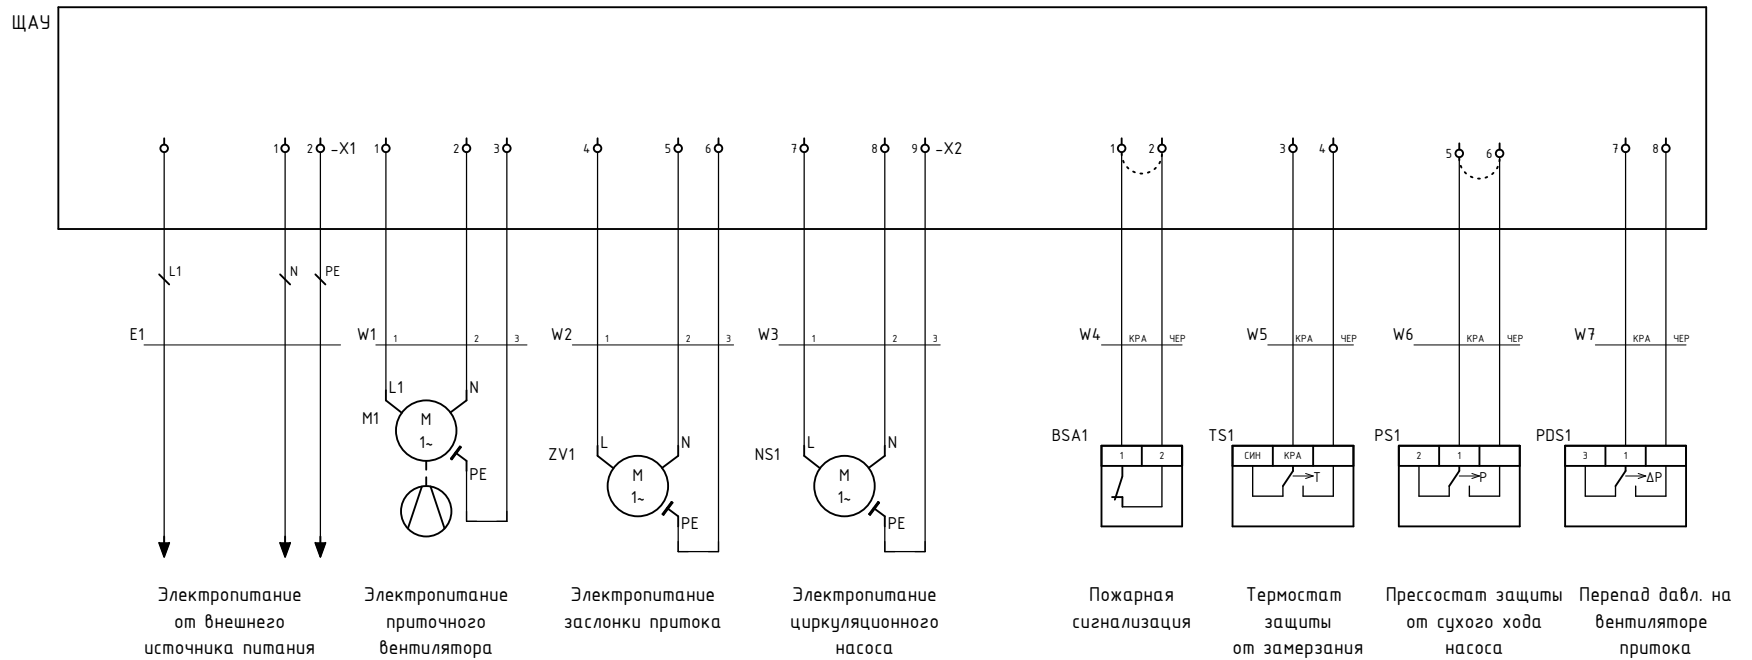 ЩАУ
1 2 -X1 1 2 3 4 5 6 7 8 9 -X2 1 2 3 4 5 6 7 8
L1 N PE
E1 W1 1 2 3 W2 1 2 3 W3 1 2 3 W4 КРА ЧЕР W5 КРА ЧЕР W6 КРА ЧЕР W7 КРА ЧЕР
L1 N
M1 M
1~
PE
L N
ZV1 M
1~
PE
L N
NS1 M
1~
PE
BSA1
1 2
TS1
СИН КРА
T
PS1
2 1
P
PDS1
3 1
ΔP
Электропитание
от внешнего
источника питания
Электропитание
приточного
вентилятора
Электропитание
заслонки притока
Электропитание
циркуляционного
насоса
Пожарная
сигнализация
Термостат
защиты
от замерзания
Прессостат защиты
от сухого хода
насоса
Перепад давл. на
вентиляторе
притока